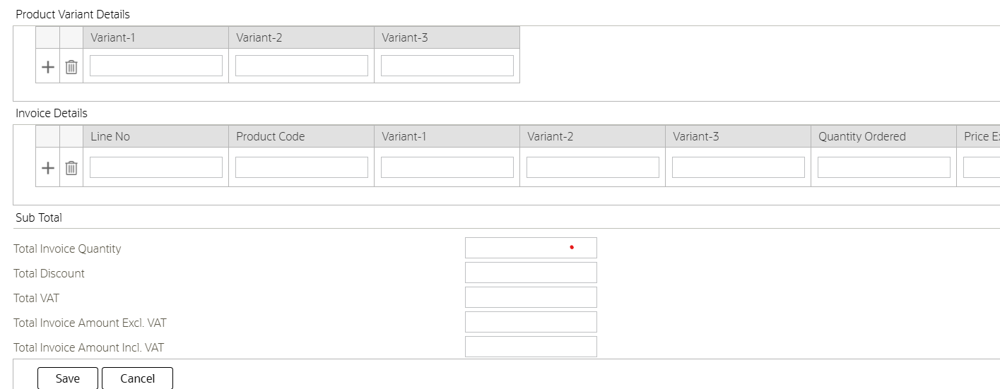 Product Variant Details
Variant-1 Variant-2 Variant-3
Invoice Details
Line No Product Code Variant-1 Variant-2 Variant-3 Quantity Ordered Price
Sub Total
Total Invoice Quantity
Total Discount
Total VAT
Total Invoice Amount Excl. VAT
Total Invoice Amount Incl. VAT
Save Cancel